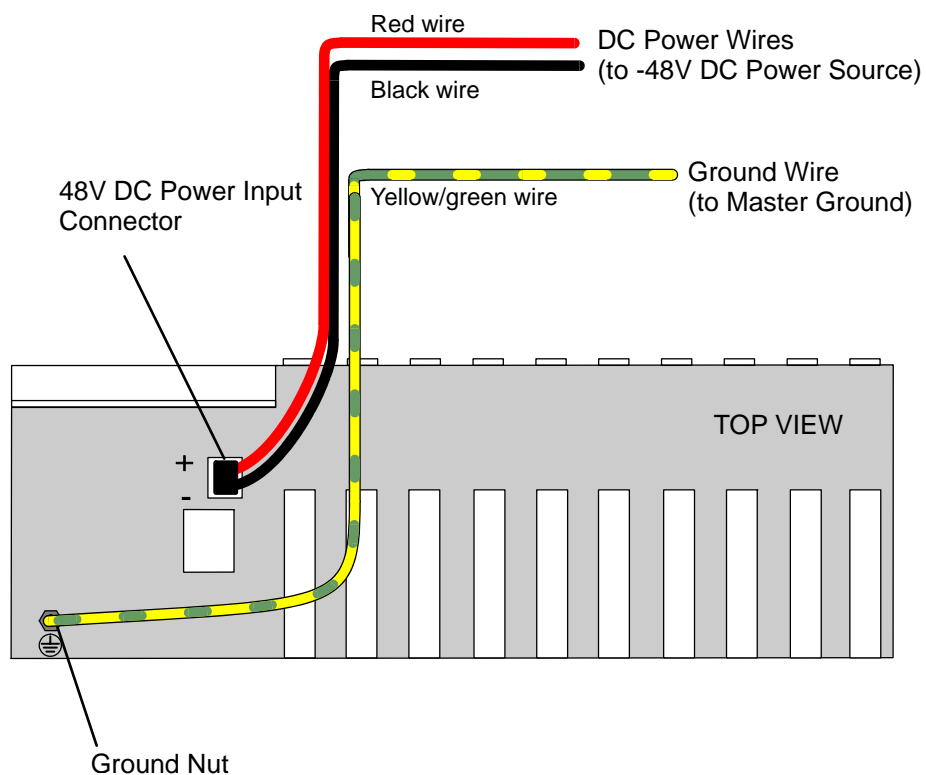 Red wire
DC Power Wires
(to -48V DC Power Source)
Black wire
Ground Wire
(to Master Ground)
48V DC Power Input
Connector
Yellow/green wire
TOP VIEW
+
-
Ground Nut